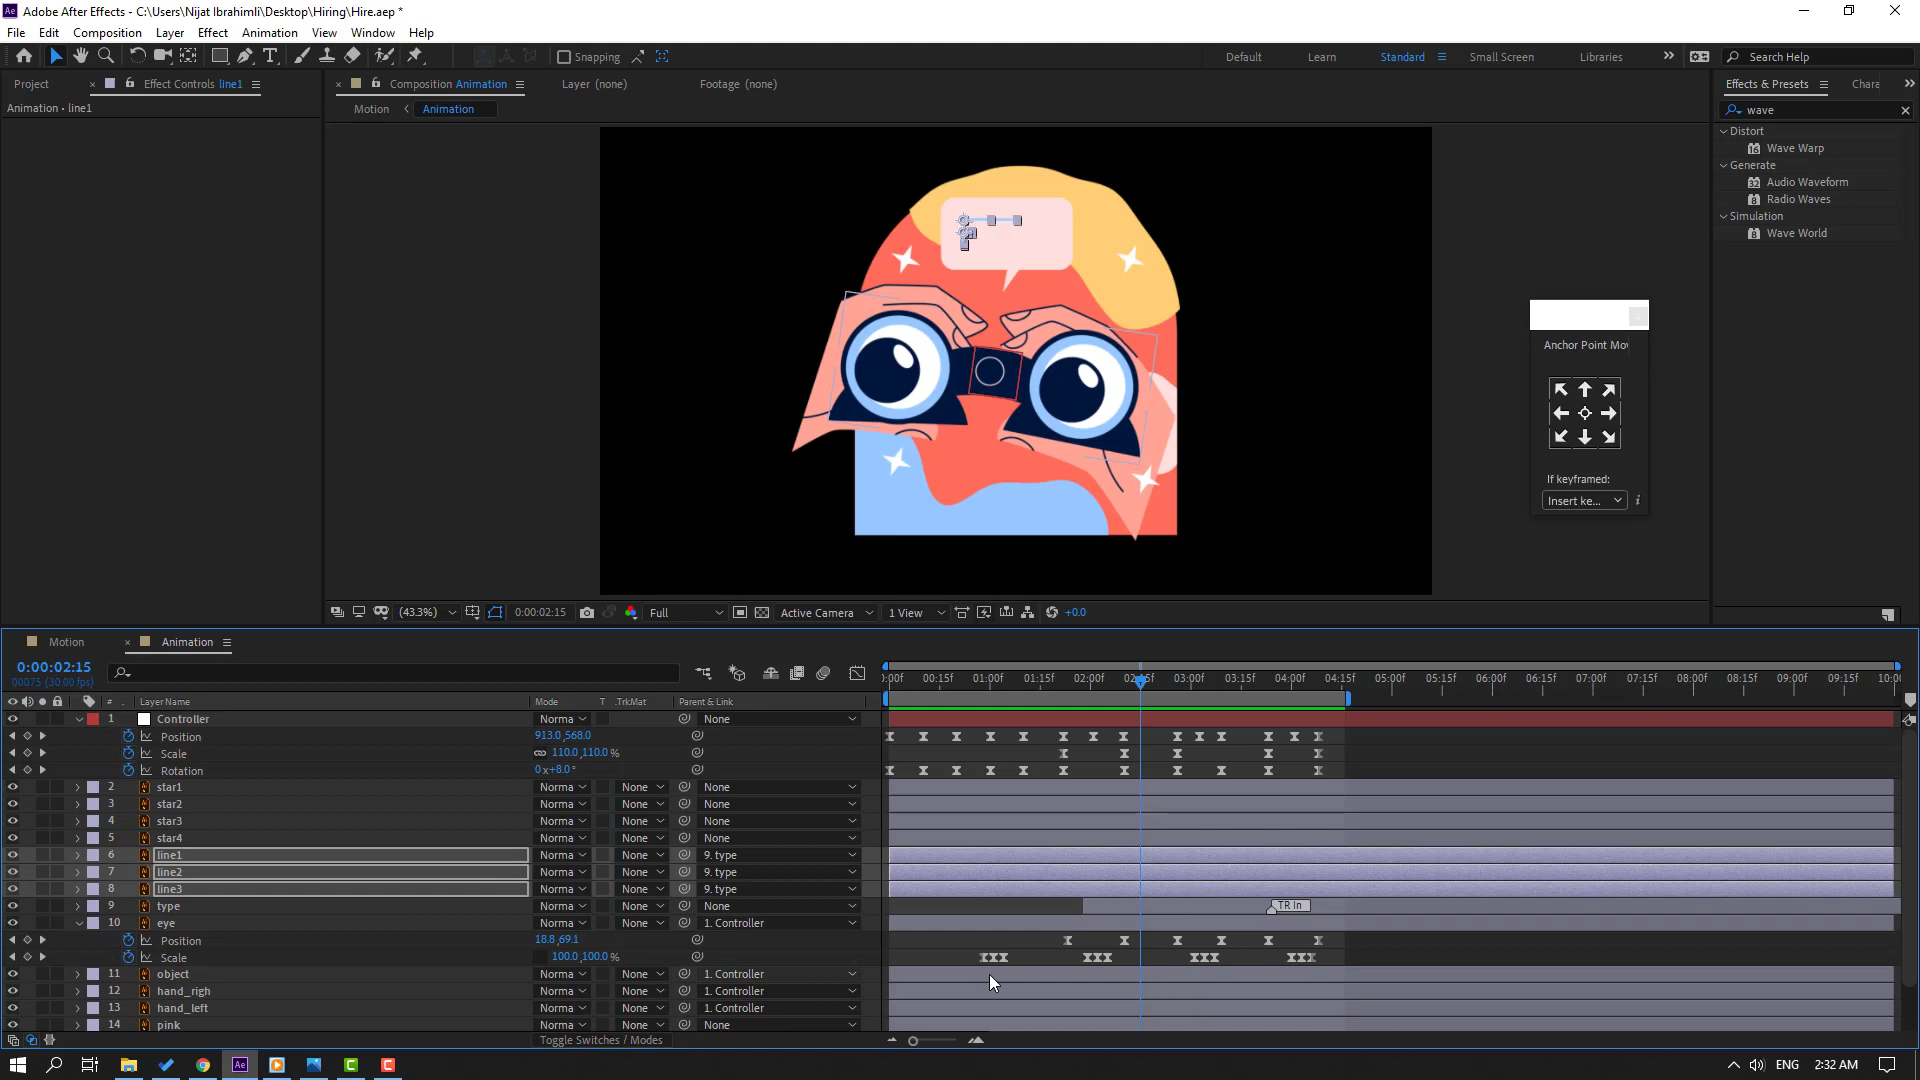 Adobe After Effects - C:\Users\Nijat Ibrahimli\Desktop\Hiring\Hire.aep *
File Edit Composition Layer Effect Animation View Window Help
Snapping
Default Learn Standard Small Screen Libraries Search Help
Project Effect Controls line1 Composition Animation Layer (none) Footage (none) Effects & Presets Chara
Animation • line1 Motion Animation wave
Distort
Wave Warp
Generate
Audio Waveform
Radio Waves
Simulation
Wave World
Anchor Point Mov
If keyframed:
Insert ke...
(43.3%) 0:00:02:15 Full Active Camera 1 View +0.0
Motion Animation
0:00:02:15
00075 (30.00 fps)
:00f 00:15f 01:00f 01:15f 02:00f 02:15f 03:00f 03:15f 04:00f 04:15f 05:00f 05:15f 06:00f 06:15f 07:00f 07:15f 08:00f 08:15f 09:00f 09:15f 10:00
# Layer Name Mode T .TrkMat Parent & Link
1 Controller Norma None
Position 913.0,568.0
Scale 110.0,110.0 %
Rotation 0x+8.0°
2 star1 Norma None None
3 star2 Norma None None
4 star3 Norma None None
5 star4 Norma None None
6 line1 Norma None 9. type
7 line2 Norma None 9. type
8 line3 Norma None 9. type
9 type Norma None None TR In
10 eye Norma None 1. Controller
Position 18.8,69.1
Scale 100.0,100.0 %
11 object Norma None 1. Controller
12 hand_righ Norma None 1. Controller
13 hand_left Norma None 1. Controller
14 pink Norma None None
Toggle Switches / Modes
ENG 2:32 AM